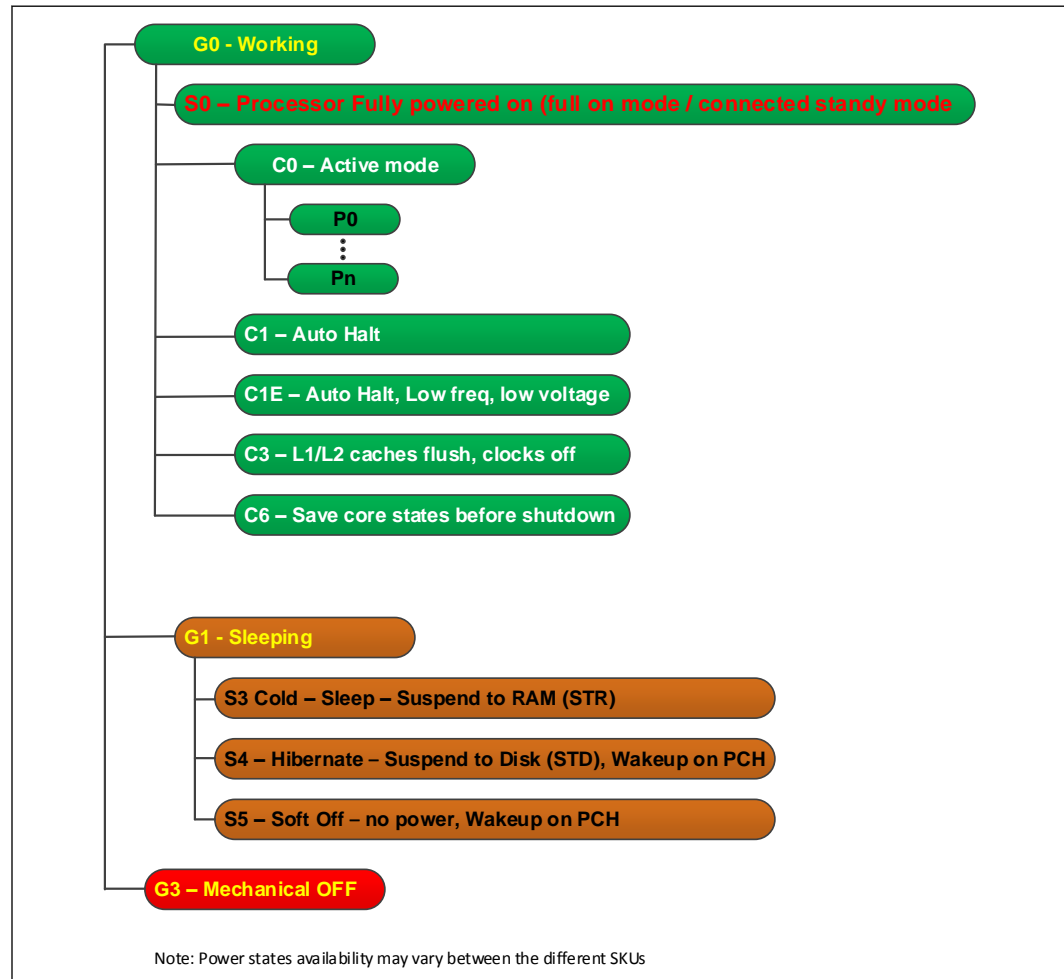 G0 - Working
S0 – Processor Fully powered on (full on mode / connected standy mode
C0 – Active mode
P0
Pn
C1 – Auto Halt
C1E – Auto Halt, Low freq, low voltage
C3 – L1/L2 caches flush, clocks off
C6 – Save core states before shutdown
G1 - Sleeping
S3 Cold – Sleep – Suspend to RAM (STR)
S4 – Hibernate – Suspend to Disk (STD), Wakeup on PCH
S5 – Soft Off – no power, Wakeup on PCH
G3 – Mechanical OFF
Note: Power states availability may vary between the different SKUs